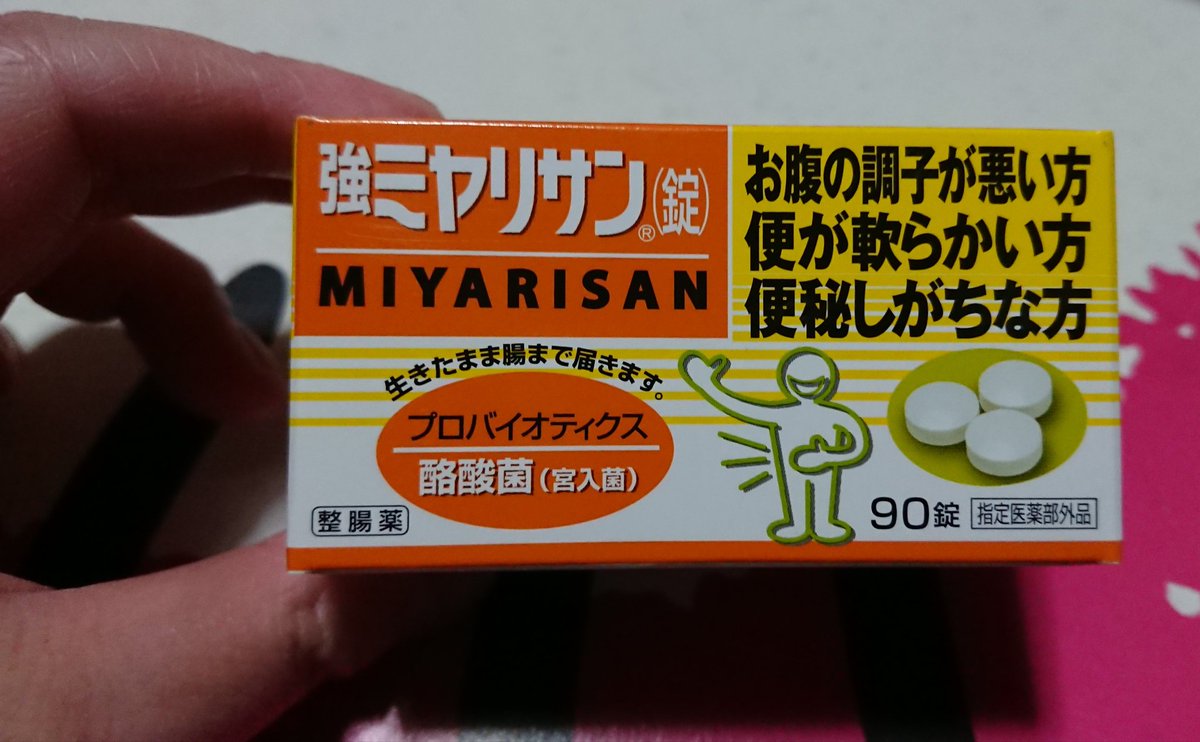 強ミヤリサン®(錠)
MIYARISAN
お腹の調子が悪い方
便が軟らかい方
便秘しがちな方
生きたまま腸まで届きます。
プロバイオティクス
酪酸菌(宮入菌)
整腸薬
90錠 指定医薬部外品